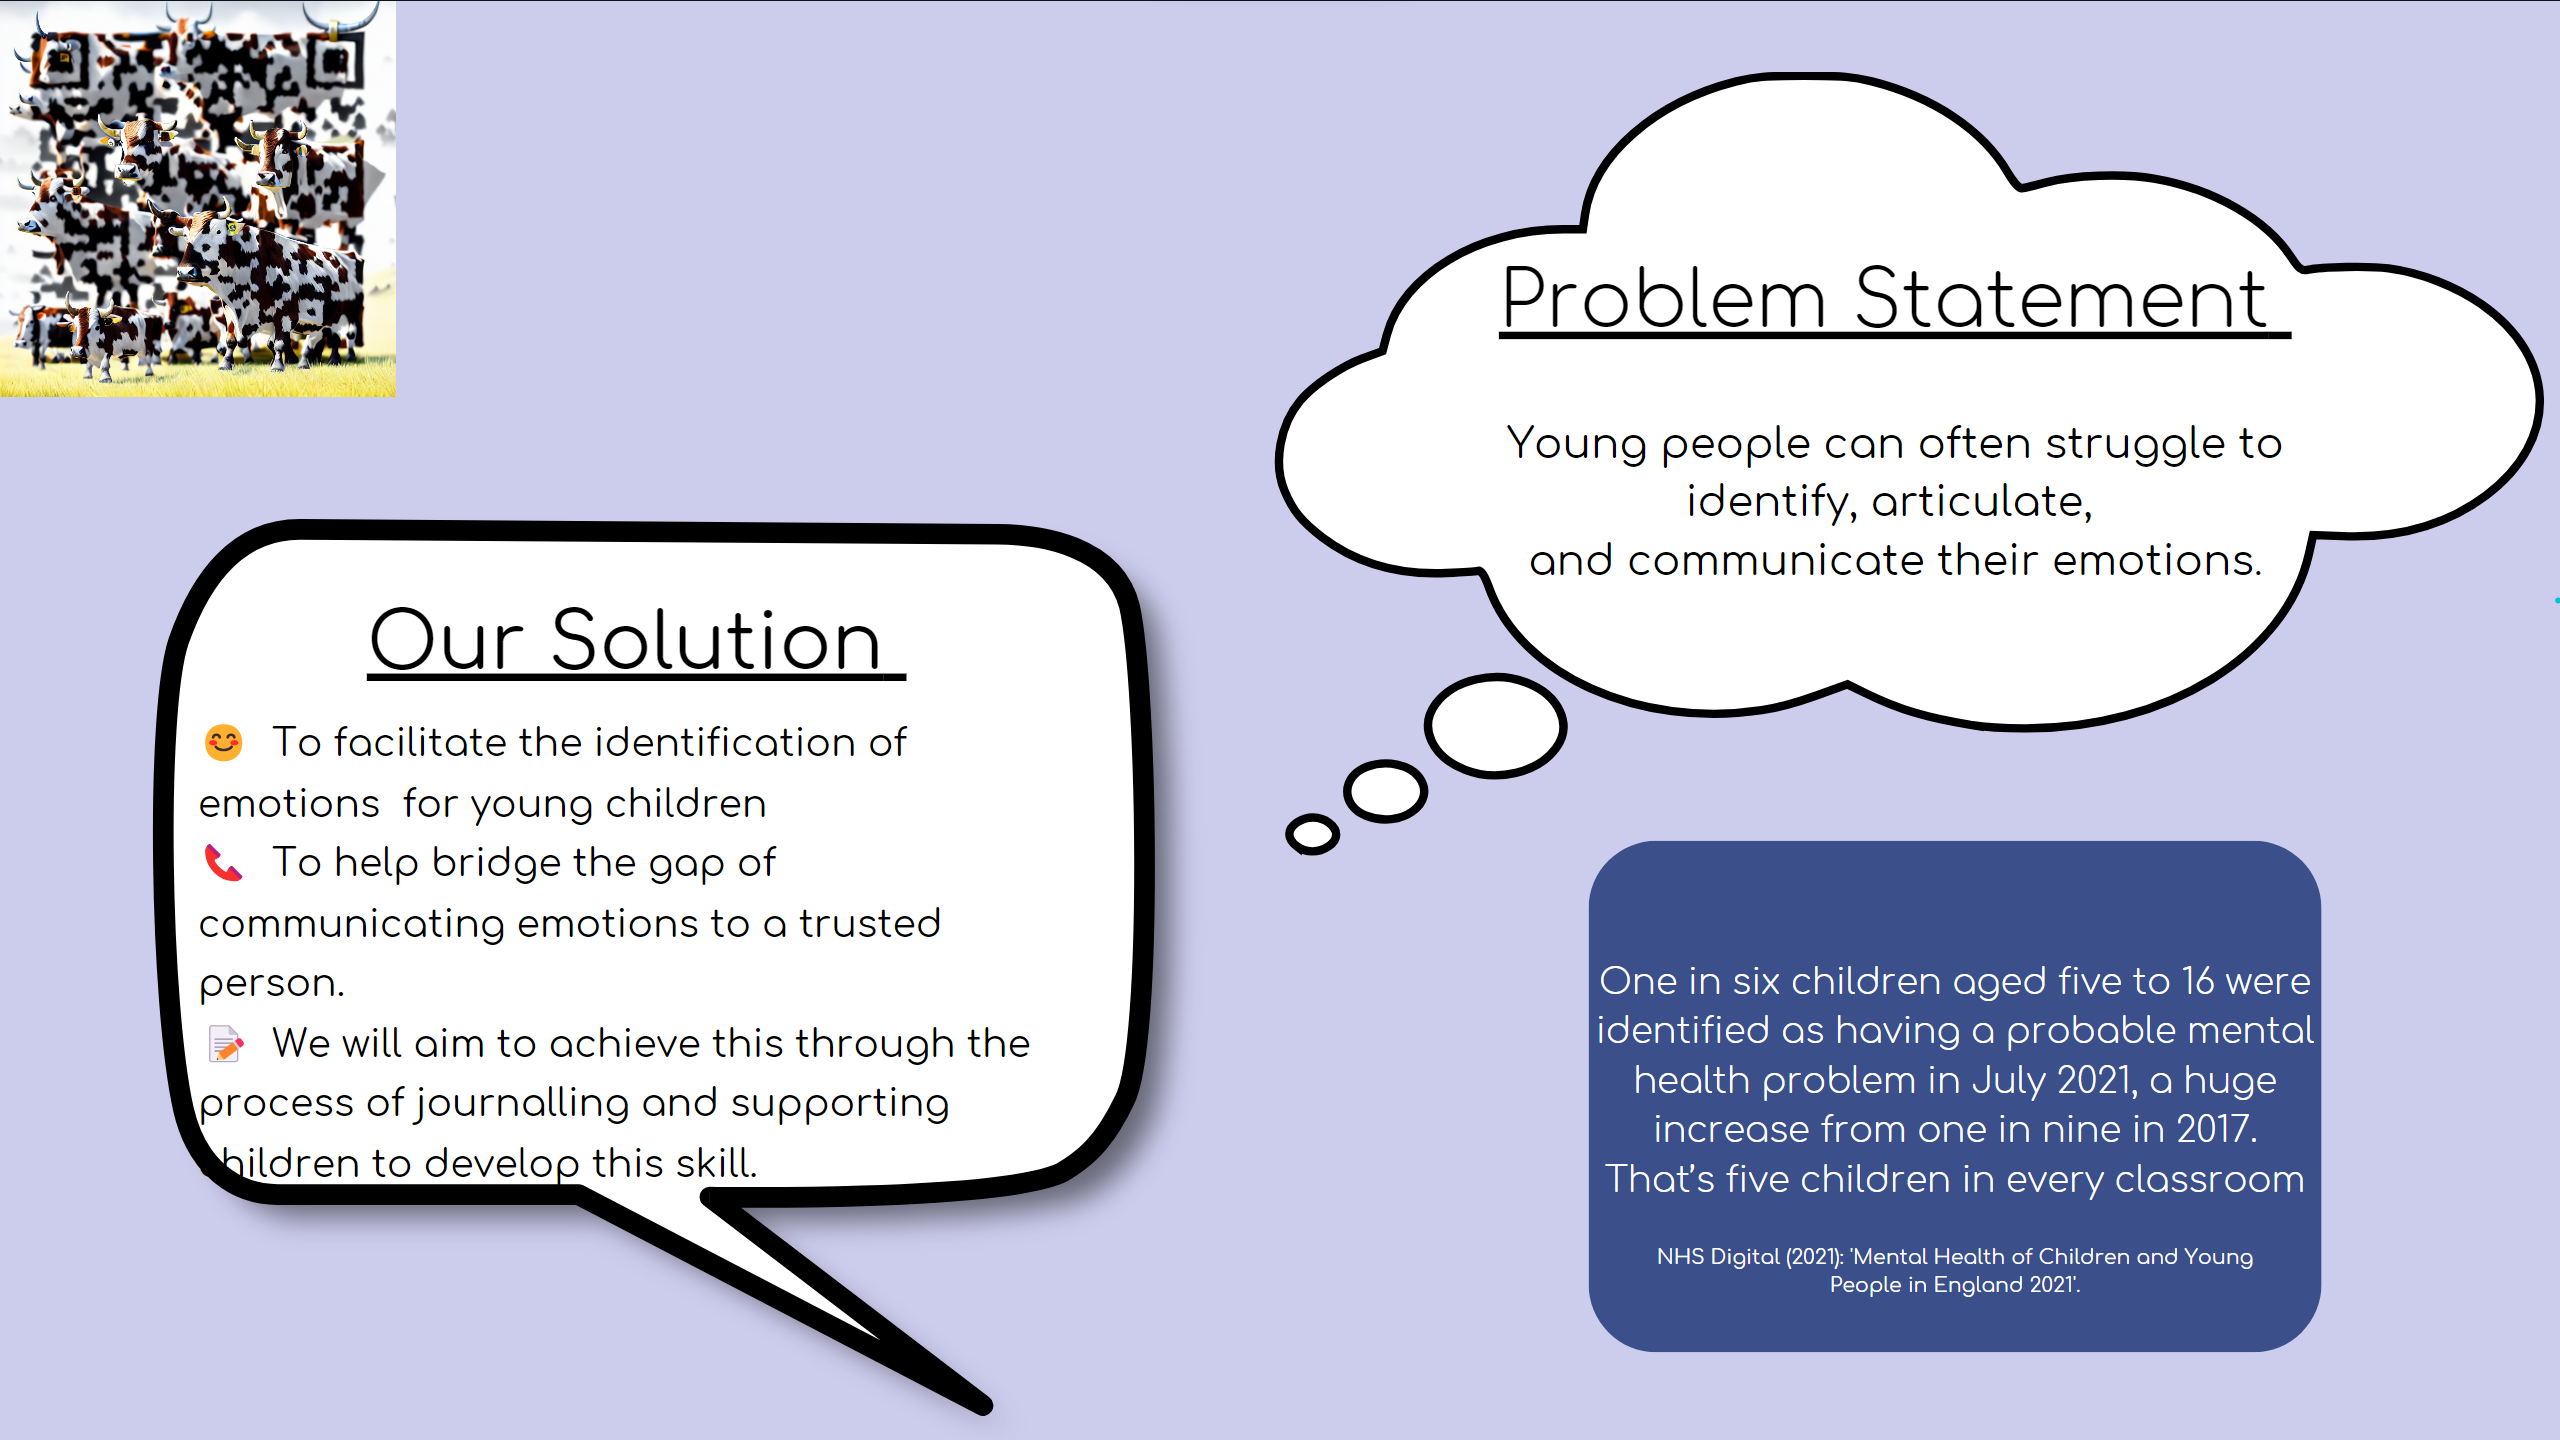 Problem Statement
Young people can often struggle to
identify, articulate,
and communicate their emotions.
Our Solution
😊 To facilitate the identification of
emotions for young children
📞 To help bridge the gap of
communicating emotions to a trusted
person.
📝 We will aim to achieve this through the
process of journalling and supporting
children to develop this skill.
One in six children aged five to 16 were
identified as having a probable mental
health problem in July 2021, a huge
increase from one in nine in 2017.
That’s five children in every classroom
NHS Digital (2021): 'Mental Health of Children and Young
People in England 2021'.